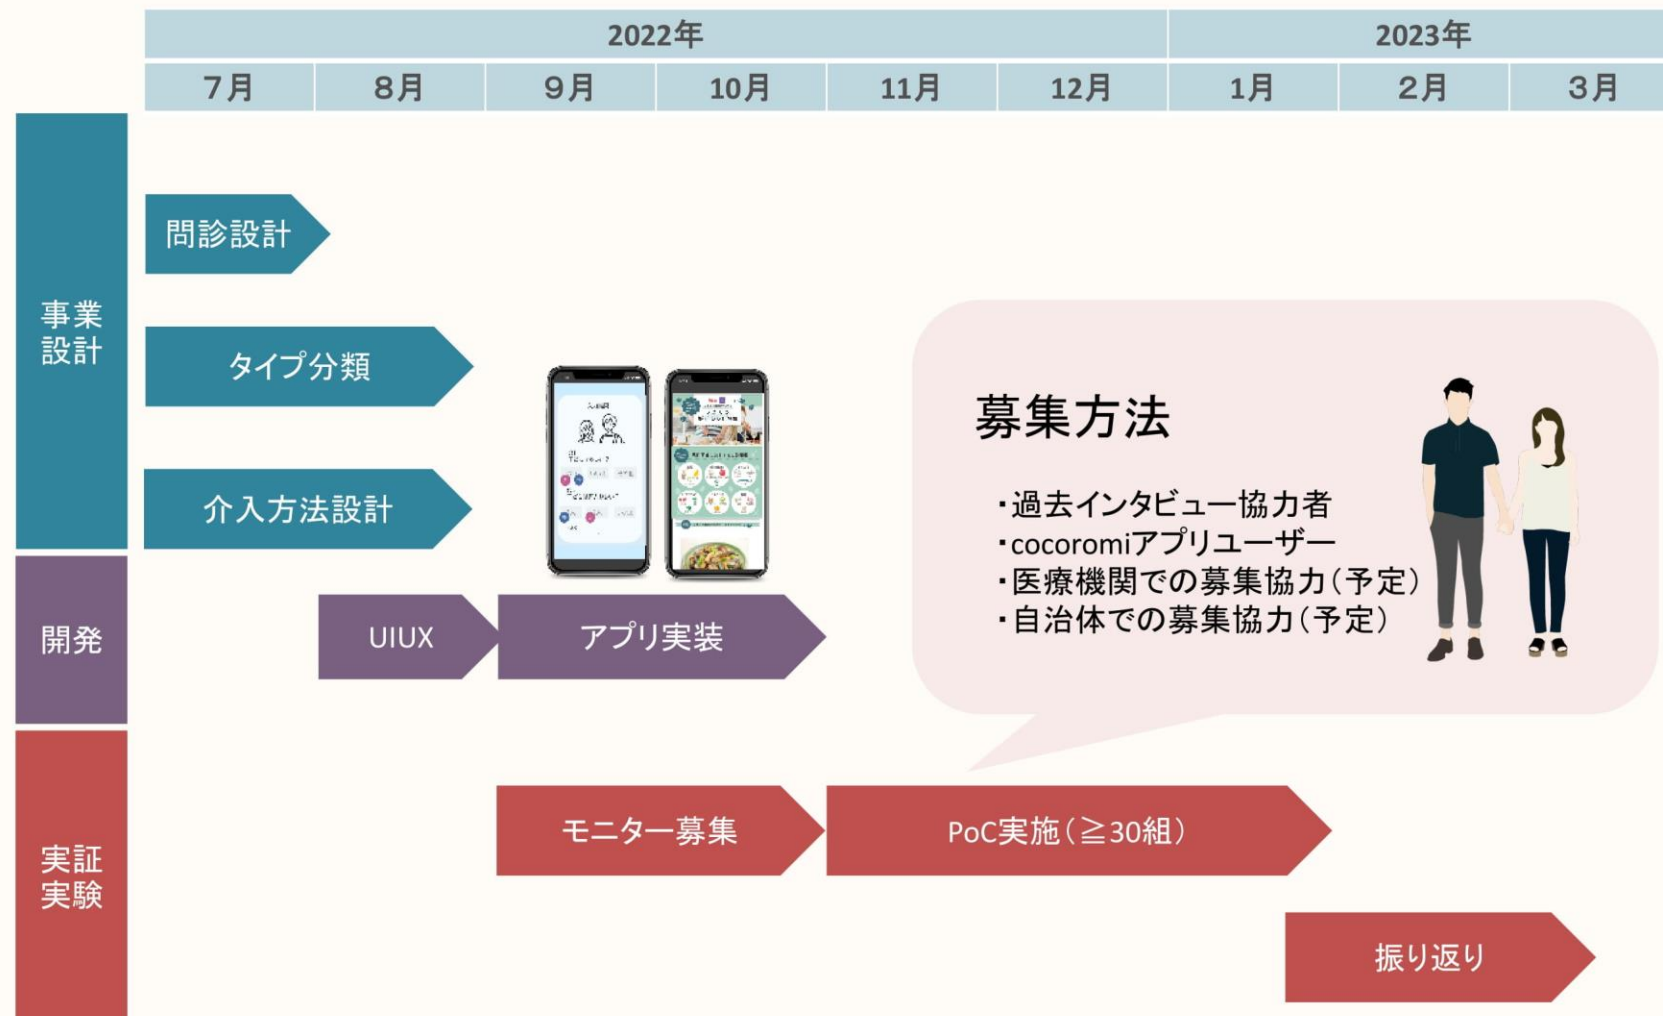 2022年
2023年
7月
8月
9月
10月
11月
12月
1月
2月
3月
事業
設計
問診設計
タイプ分類
介入方法設計
開発
UIUX
アプリ実装
募集方法
・過去インタビュー協力者
・cocoromiアプリユーザー
・医療機関での募集協力(予定)
・自治体での募集協力(予定)
実証
実験
モニター募集
PoC実施(≧30組)
振り返り